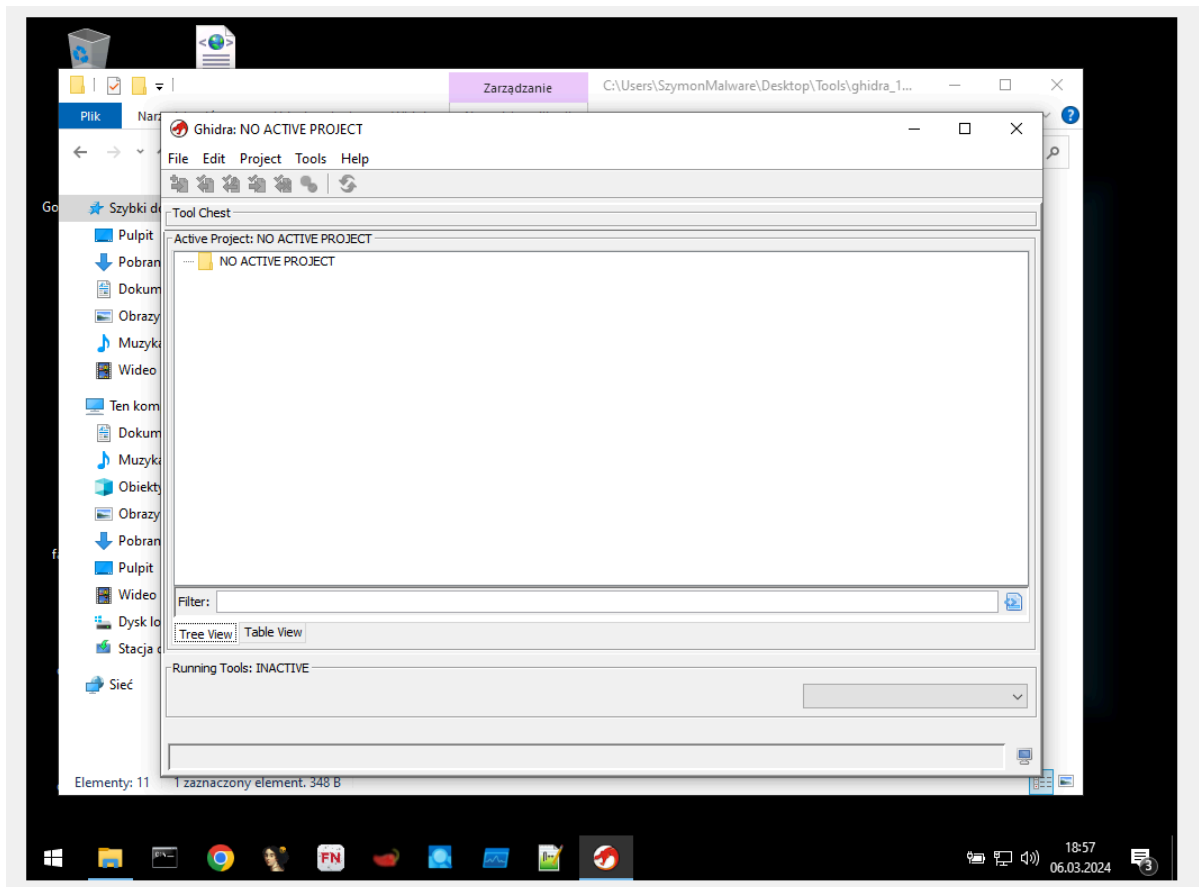 Zarządzanie
C:\Users\SzymonMalware\Desktop\Tools\ghidra_1...
Plik
Ghidra: NO ACTIVE PROJECT
File Edit Project Tools Help
Tool Chest
Szybki
Active Project: NO ACTIVE PROJECT
NO ACTIVE PROJECT
Pulpit
Pobran
Dokum
Obrazy
Muzyka
Wideo
Ten kom
Dokum
Muzyka
Obiekty
Obrazy
Pobran
Pulpit
Wideo
Dysk lo
Stacja
Sieć
Filter:
Tree View Table View
Running Tools: INACTIVE
Elementy: 11 1 zaznaczony element. 348 B
FN
18:57
06.03.2024
3